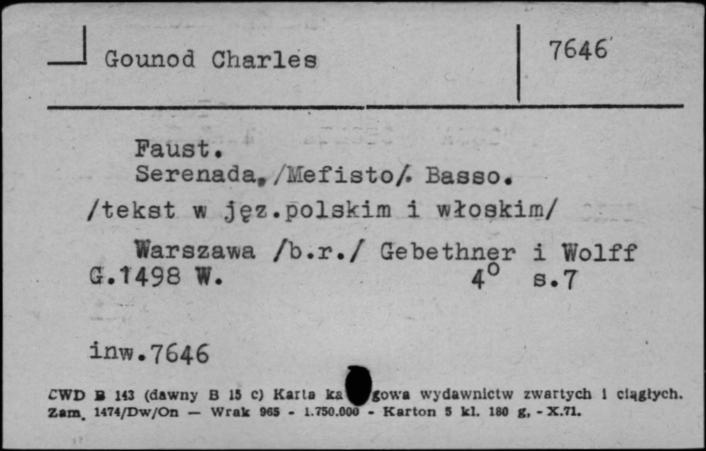 Gounod Charles 7646
Faust.
Serenada./Mefisto/. Basso.
/tekst w jęz.polskim i włoskim/
Warszawa /b.r./ Gebethner i Wolff
G.1498 W. 4° s.7
inw.7646
CWD B 143 (dawny B 15 c) Karta ka gowa wydawnictw zwartych i ciągłych.
Zam. 1474/Dw/On — Wrak 965 - 1.750.000 - Karton 5 kl. 180 g. - X.71.